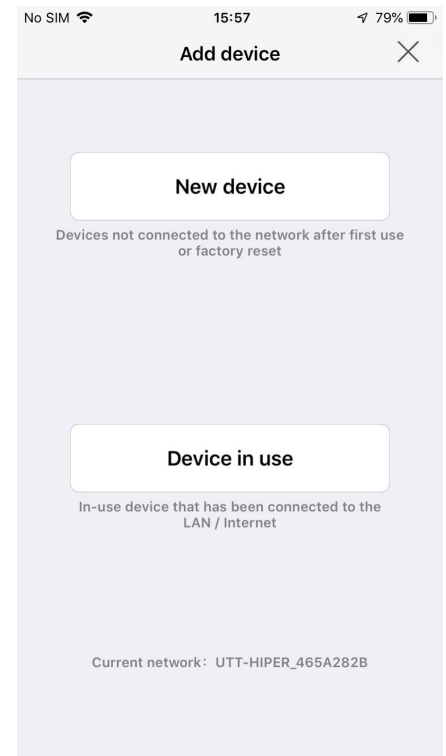 No SIM 15:57 79%
Add device
New device
Devices not connected to the network after first use
or factory reset
Device in use
In-use device that has been connected to the
LAN / Internet
Current network: UTT-HIPER_465A282B